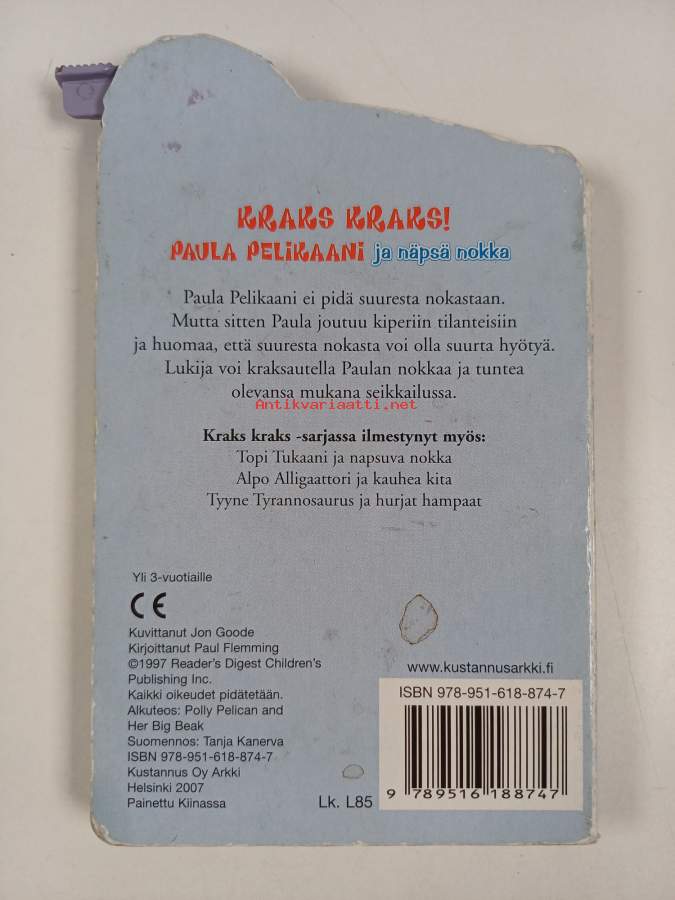 KRAKS KRAKS!
PAULA PELIKAANI ja näpsä nokka
Paula Pelikaani ei pidä suuresta nokastaan.
Mutta sitten Paula joutuu kiperiin tilanteisiin
ja huomaa, että suuresta nokasta voi olla suurta hyötyä.
Lukija voi kraksautella Paulan nokkaa ja tuntea
olevansa mukana seikkailussa.
Antikvariaatti.net
Kraks kraks -sarjassa ilmestynyt myös:
Topi Tukaani ja napsuva nokka
Alpo Alligaattori ja kauhea kita
Tyyne Tyrannosaurus ja hurjat hampaat
Yli 3-vuotiaille
CE
Kuvittanut Jon Goode
Kirjoittanut Paul Flemming
©1997 Reader's Digest Children's
Publishing Inc.
Kaikki oikeudet pidätetään.
Alkuteos: Polly Pelican and
Her Big Beak
Suomennos: Tanja Kanerva
ISBN 978-951-618-874-7
Kustannus Oy Arkki
Helsinki 2007
Painettu Kiinassa
Lk. L85
www.kustannusarkki.fi
ISBN 978-951-618-874-7
9 789516 188747